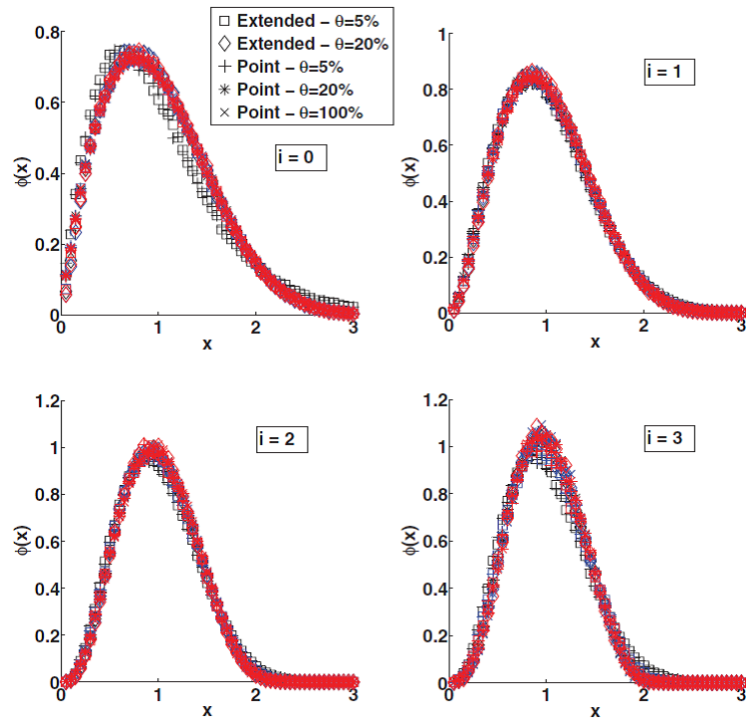 0.8
0.6
0.4
0.2
0
0 1 2 3
x
ϕ(x)
□ Extended – θ=5%
◇ Extended – θ=20%
+ Point – θ=5%
* Point – θ=20%
× Point – θ=100%
i = 0
1
0.8
0.6
0.4
0.2
0
0 1 2 3
x
ϕ(x)
i = 1
1.2
1
0.8
0.6
0.4
0.2
0
0 1 2 3
x
ϕ(x)
i = 2
1.2
1
0.8
0.6
0.4
0.2
0
0 1 2 3
x
ϕ(x)
i = 3